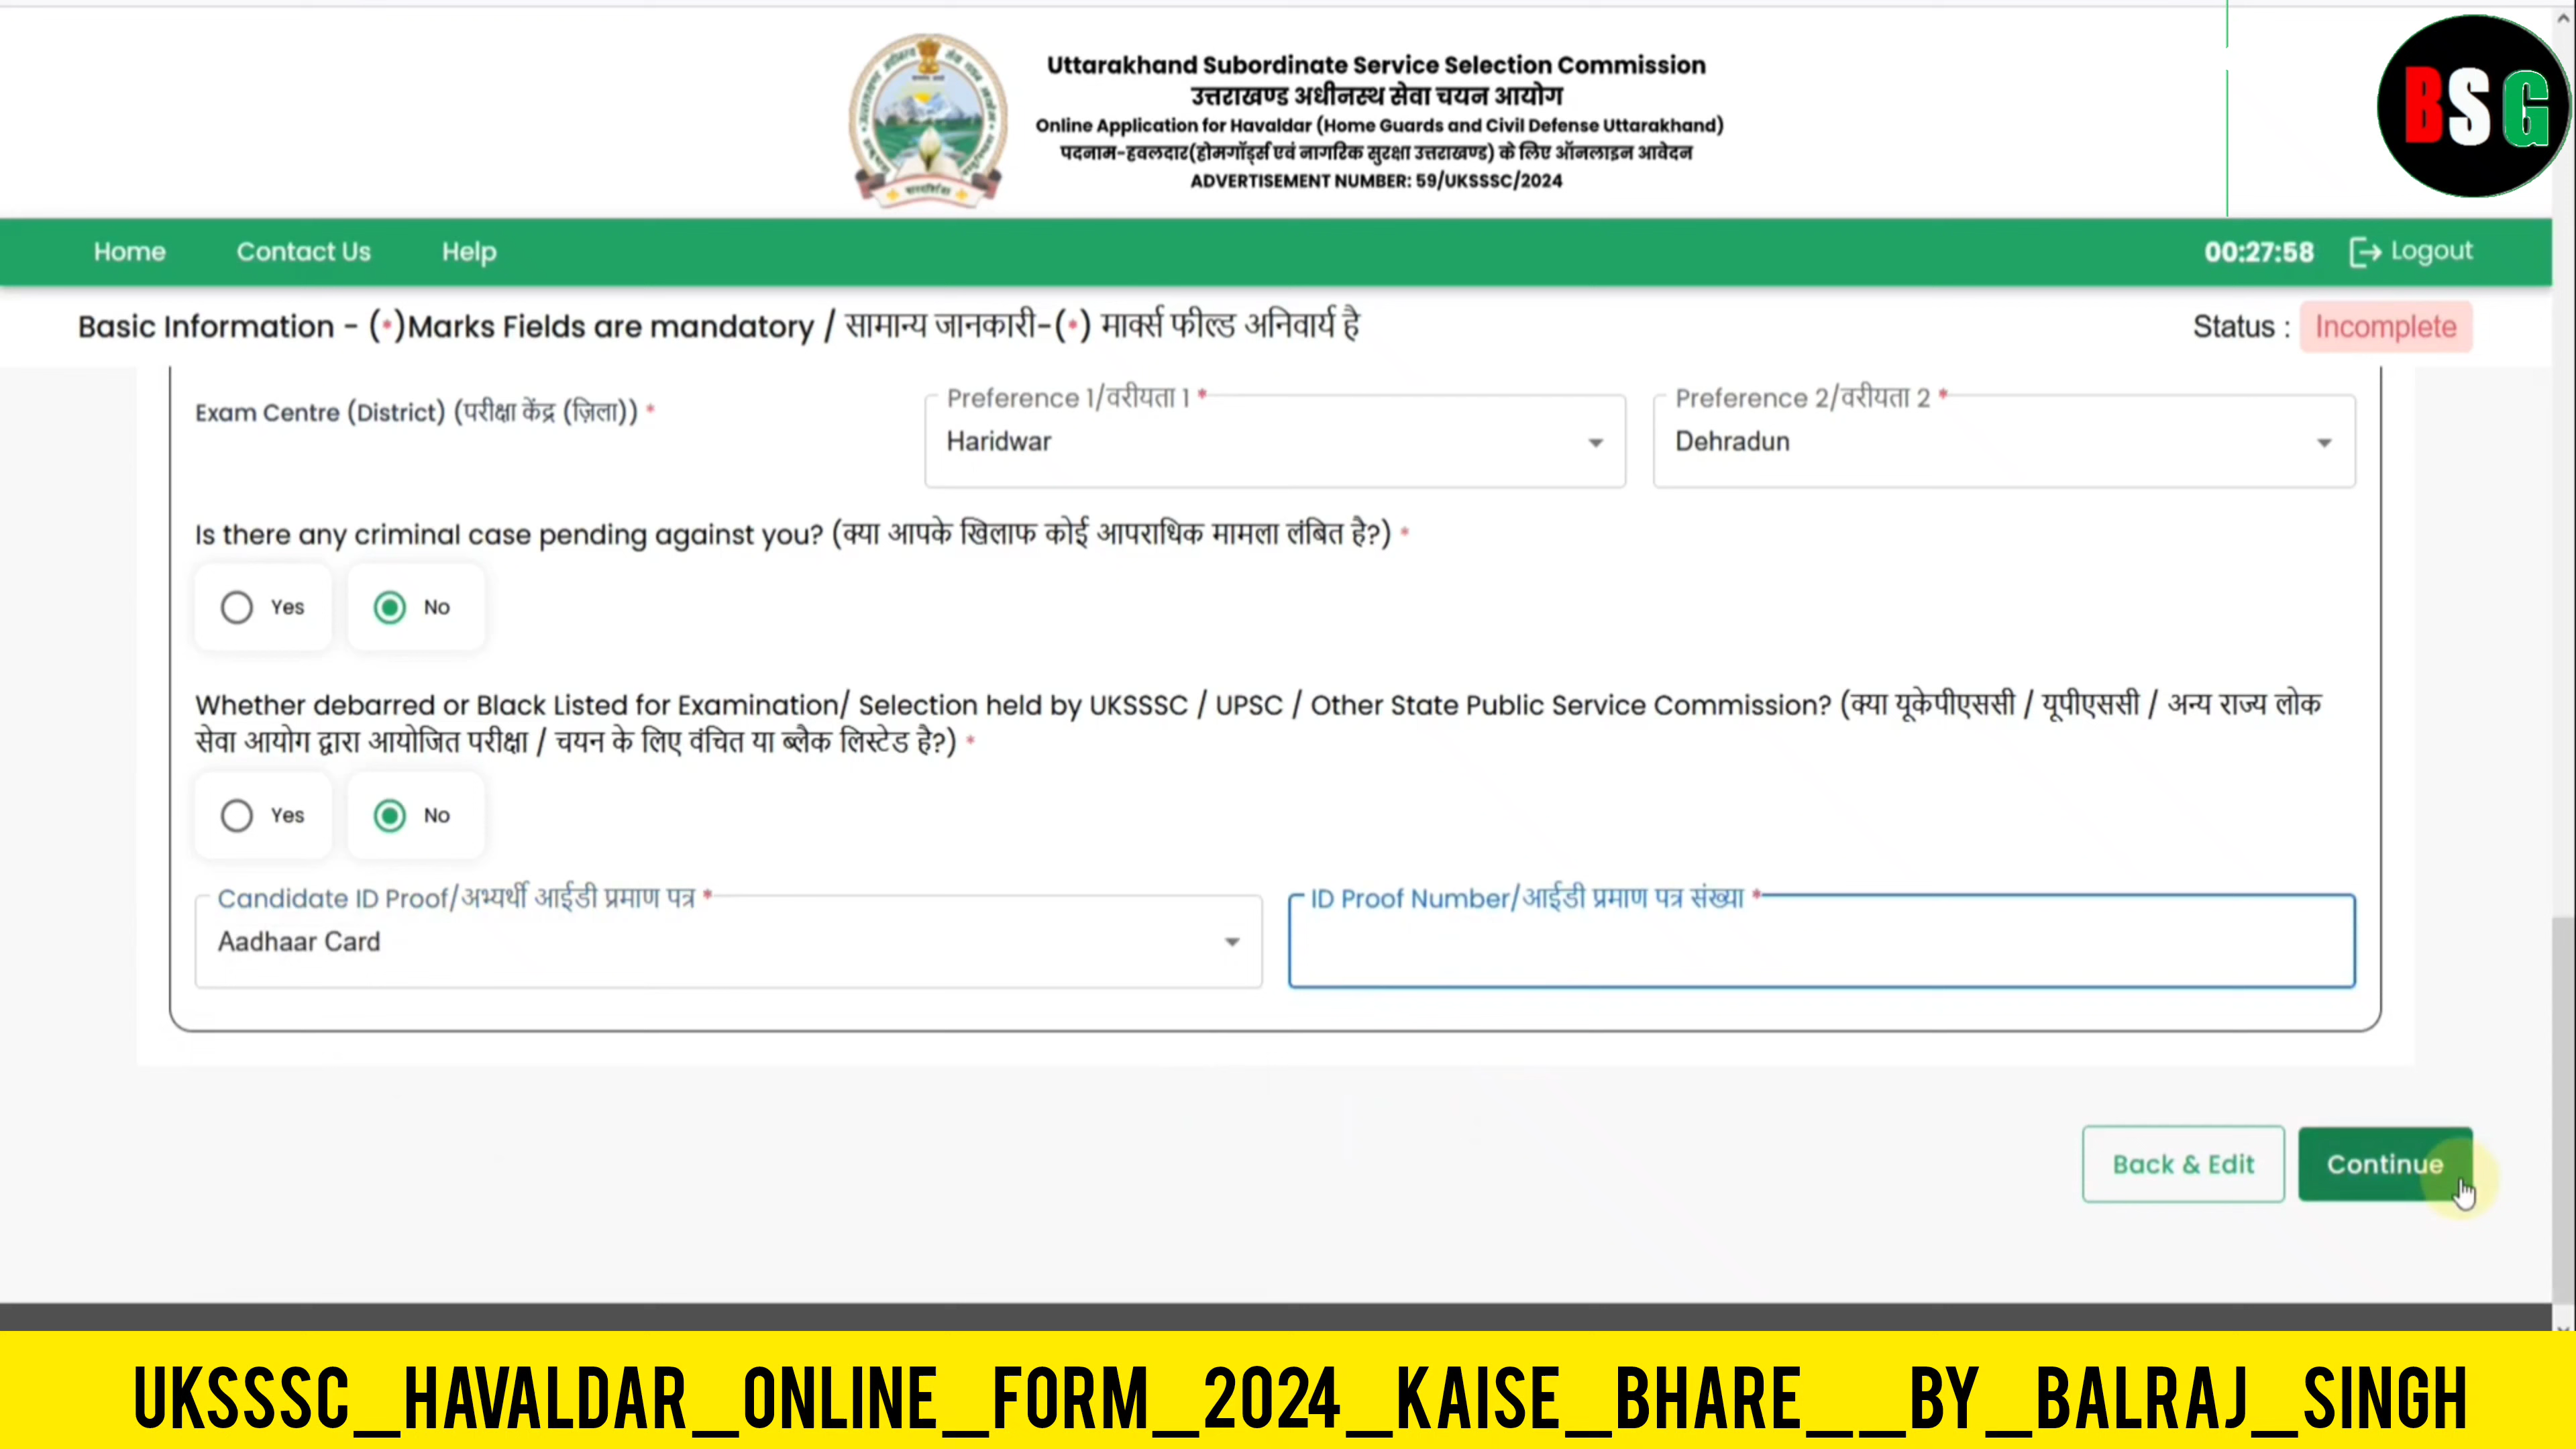 Uttarakhand Subordinate Service Selection Commission
उत्तराखण्ड अधीनस्थ सेवा चयन आयोग
Online Application for Havaldar (Home Guards and Civil Defense Uttarakhand)
पदनाम-हवलदार(होमगॉर्ड्स एवं नागरिक सुरक्षा उत्तराखण्ड) के लिए ऑनलाइन आवेदन
ADVERTISEMENT NUMBER: 59/UKSSSC/2024
BSG
Home Contact Us Help 00:27:58 Logout
Basic Information - (*)Marks Fields are mandatory / सामान्य जानकारी-(*) मार्क्स फील्ड अनिवार्य है Status : Incomplete
Exam Centre (District) (परीक्षा केंद्र (ज़िला)) * Preference 1/वरीयता 1 * Preference 2/वरीयता 2 *
Haridwar Dehradun
Is there any criminal case pending against you? (क्या आपके खिलाफ कोई आपराधिक मामला लंबित है?) *
Yes No
Whether debarred or Black Listed for Examination/ Selection held by UKSSSC / UPSC / Other State Public Service Commission? (क्या यूकेपीएससी / यूपीएससी / अन्य राज्य लोक
सेवा आयोग द्वारा आयोजित परीक्षा / चयन के लिए वंचित या ब्लैक लिस्टेड है?) *
Yes No
Candidate ID Proof/अभ्यर्थी आईडी प्रमाण पत्र * ID Proof Number/आईडी प्रमाण पत्र संख्या *
Aadhaar Card
Back & Edit Continue
UKSSSC_HAVALDAR_ONLINE_FORM_2024_KAISE_BHARE__BY_BALRAJ_SINGH